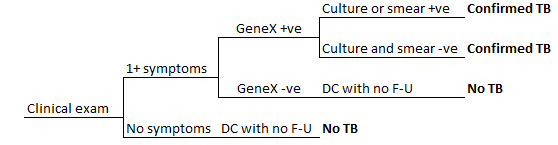 Culture or smear +ve Confirmed TB
GeneX +ve
Culture and smear -ve Confirmed TB
1+ symptoms
GeneX -ve DC with no F-U No TB
Clinical exam
No symptoms DC with no F-U No TB